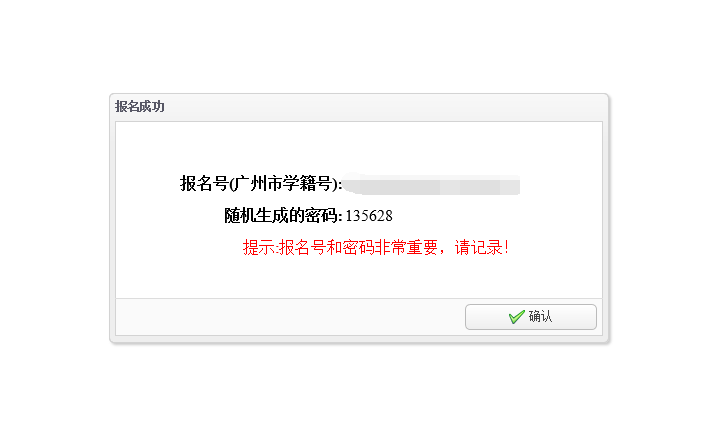 报名成功
报名号(广州市学籍号):
随机生成的密码: 135628
提示:报名号和密码非常重要，请记录！
确认